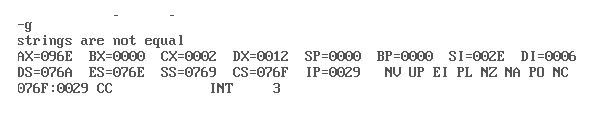 -g
strings are not equal
AX=096E  BX=0000  CX=0002  DX=0012  SP=0000  BP=0000  SI=002E  DI=0006
DS=076A  ES=076E  SS=0769  CS=076F  IP=0029   NV UP EI PL NZ NA PO NC
076F:0029 CC            INT     3